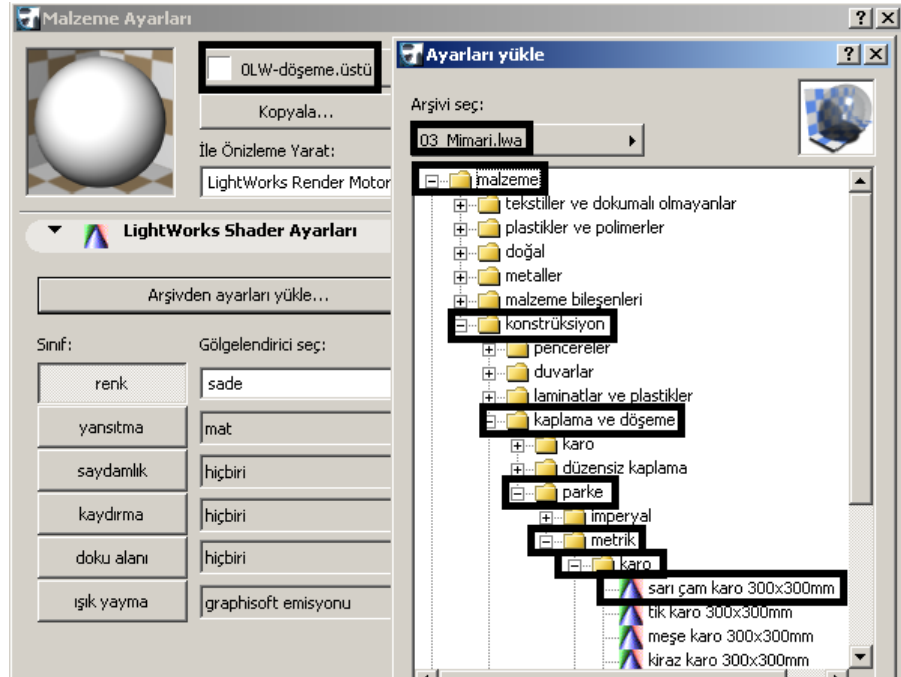 Malzeme Ayarları
0LW-döşeme.üstü
Kopyala...
İle Önizleme Yarat:
LightWorks Render Motor
LightWorks Shader Ayarları
Arşivden ayarları yükle...
Sınıf:
Gölgelendirici seç:
renk
sade
yansıtma
mat
saydamlık
hiçbiri
kaydırma
hiçbiri
doku alanı
hiçbiri
ışık yayma
graphisoft emisyonu
Ayarları yükle
Arşivi seç:
03_Mimari.lwa
malzeme
tekstiller ve dokumalı olmayanlar
plastikler ve polimerler
doğal
metaller
malzeme bileşenleri
konstrüksiyon
pencereler
duvarlar
laminatlar ve plastikler
kaplama ve döşeme
karo
düzensiz kaplama
parke
imperyal
metrik
karo
sarı çam karo 300x300mm
tik karo 300x300mm
meşe karo 300x300mm
kiraz karo 300x300mm